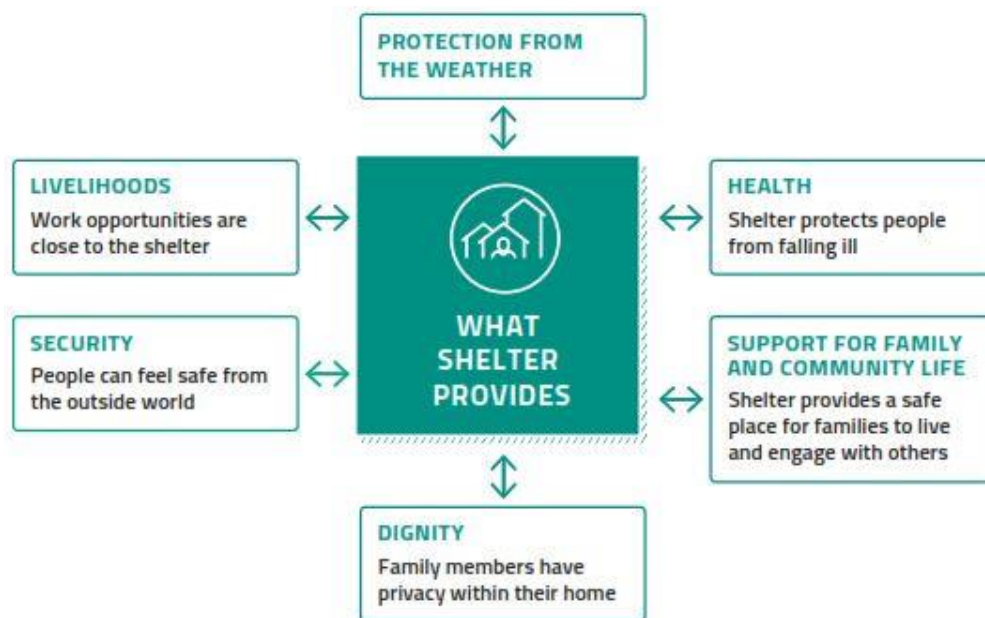 PROTECTION FROM
THE WEATHER
LIVELIHOODS
Work opportunities are
close to the shelter
HEALTH
Shelter protects people
from falling ill
WHAT
SHELTER
PROVIDES
SECURITY
People can feel safe from
the outside world
SUPPORT FOR FAMILY
AND COMMUNITY LIFE
Shelter provides a safe
place for families to live
and engage with others
DIGNITY
Family members have
privacy within their home